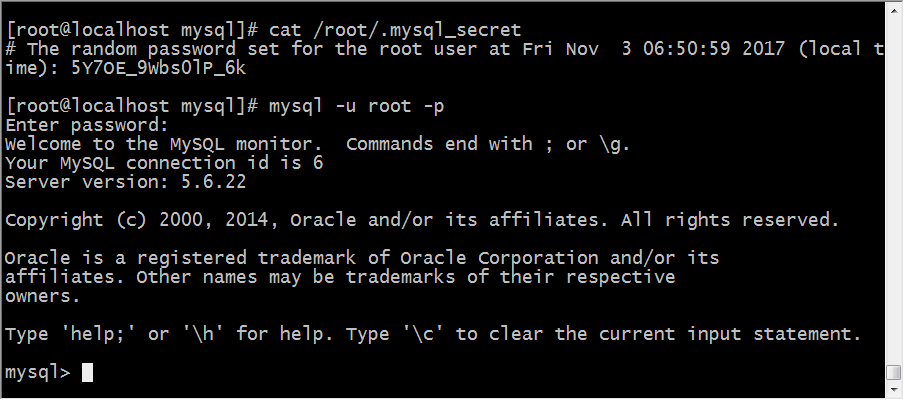 [root@localhost mysql]# cat /root/.mysql_secret
# The random password set for the root user at Fri Nov  3 06:50:59 2017 (local t
ime): 5Y7OE_9Wbs0lP_6k
[root@localhost mysql]# mysql -u root -p
Enter password:
Welcome to the MySQL monitor.  Commands end with ; or \g.
Your MySQL connection id is 6
Server version: 5.6.22
Copyright (c) 2000, 2014, Oracle and/or its affiliates. All rights reserved.
Oracle is a registered trademark of Oracle Corporation and/or its
affiliates. Other names may be trademarks of their respective
owners.
Type 'help;' or '\h' for help. Type '\c' to clear the current input statement.
mysql>